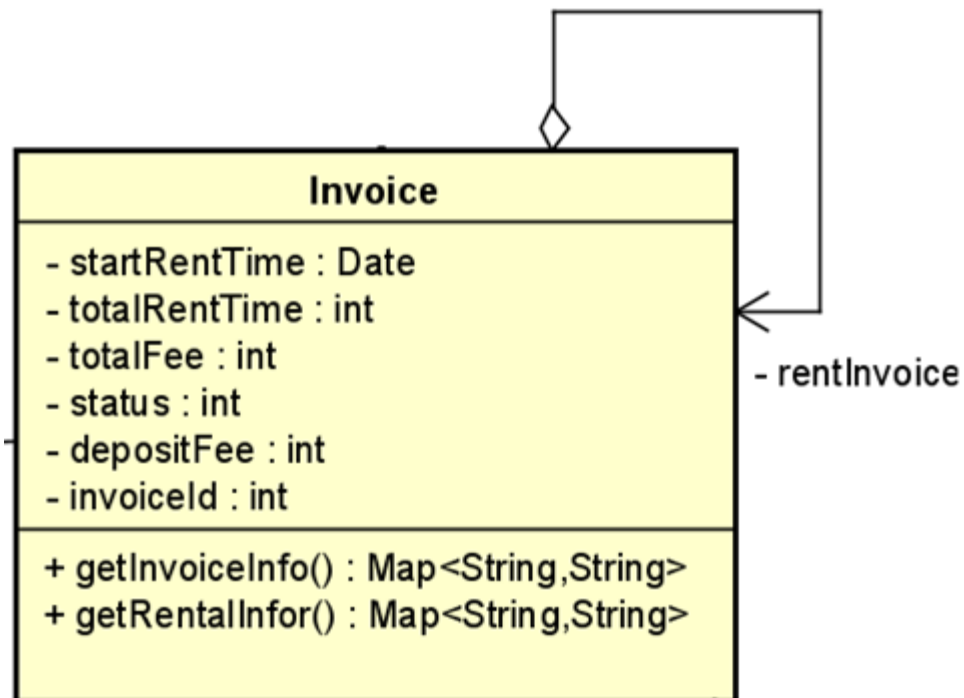 Invoice
- startRentTime : Date
- totalRentTime : int
- totalFee : int
- status : int
- depositFee : int
- invoiceId : int
- rentInvoice
+ getInvoiceInfo() : Map<String,String>
+ getRentalInfor() : Map<String,String>